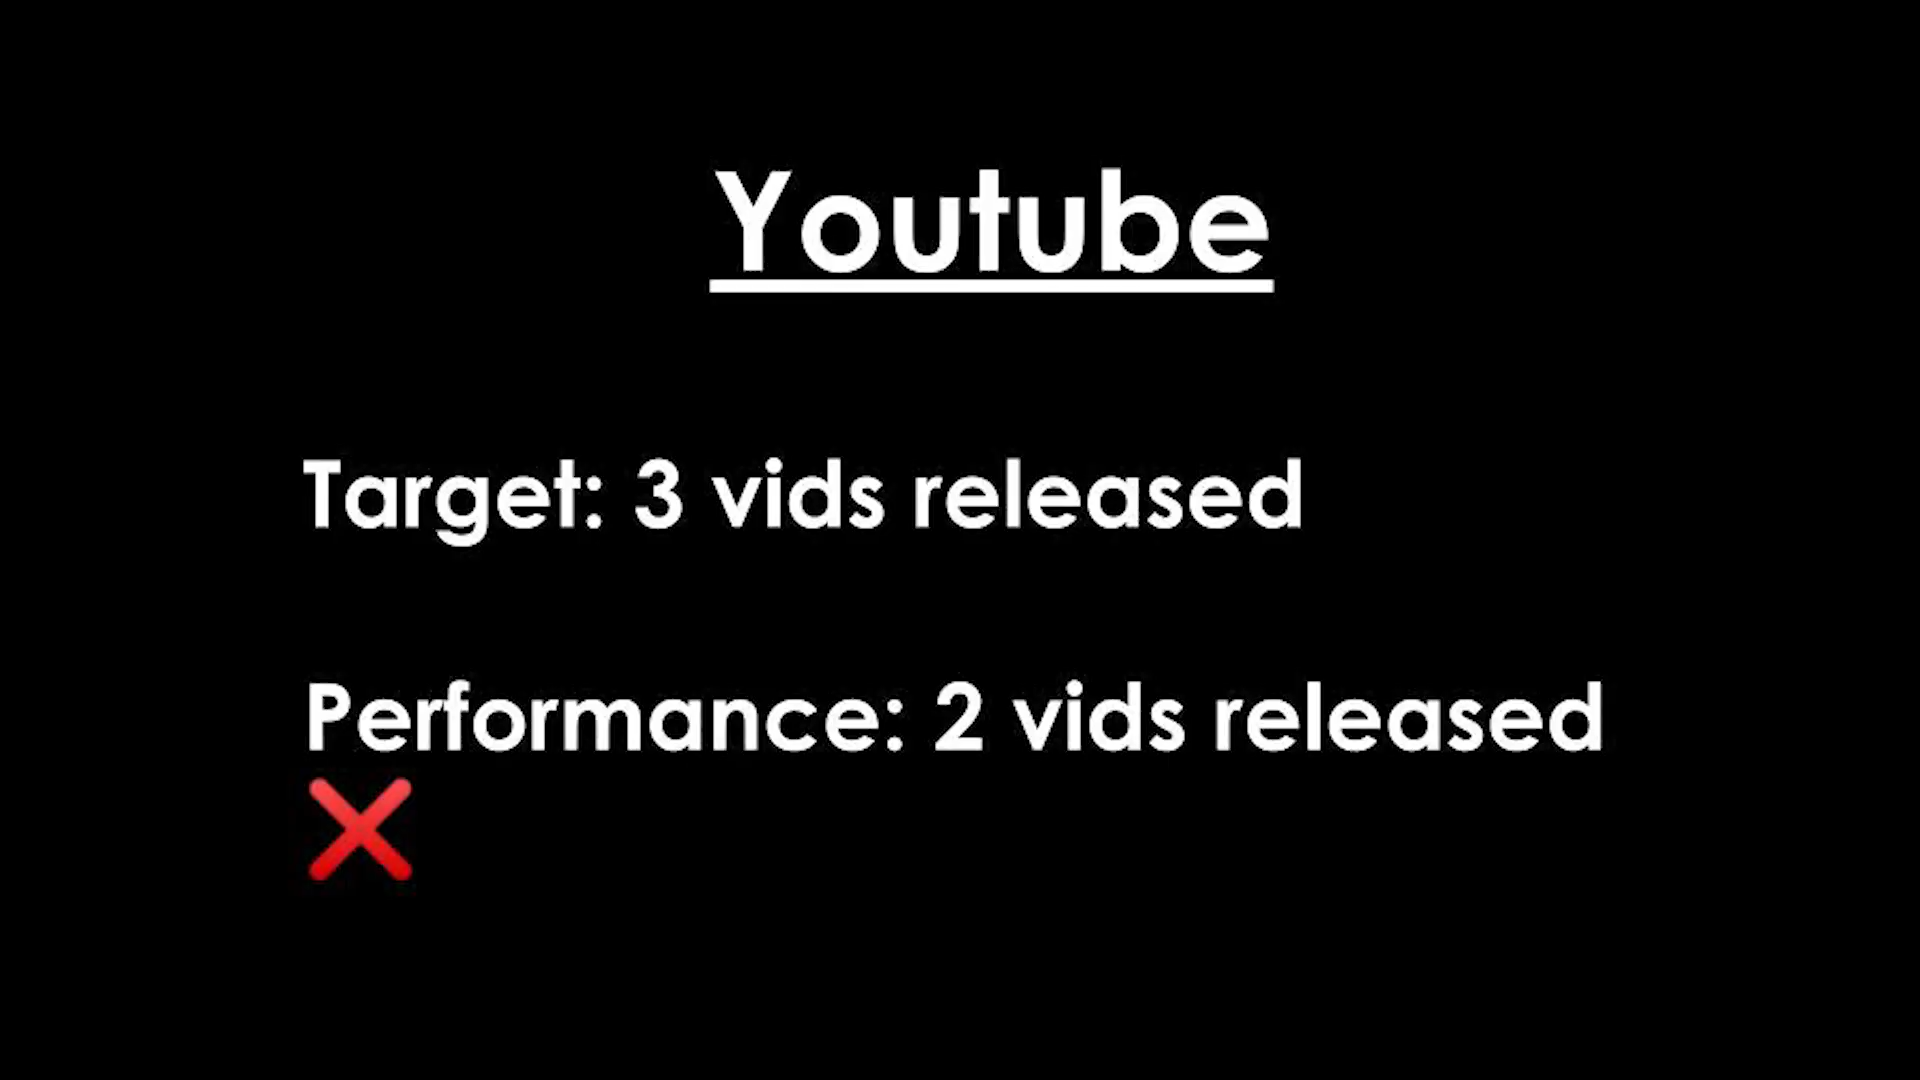 Youtube
Target: 3 vids released
Performance: 2 vids released
❌